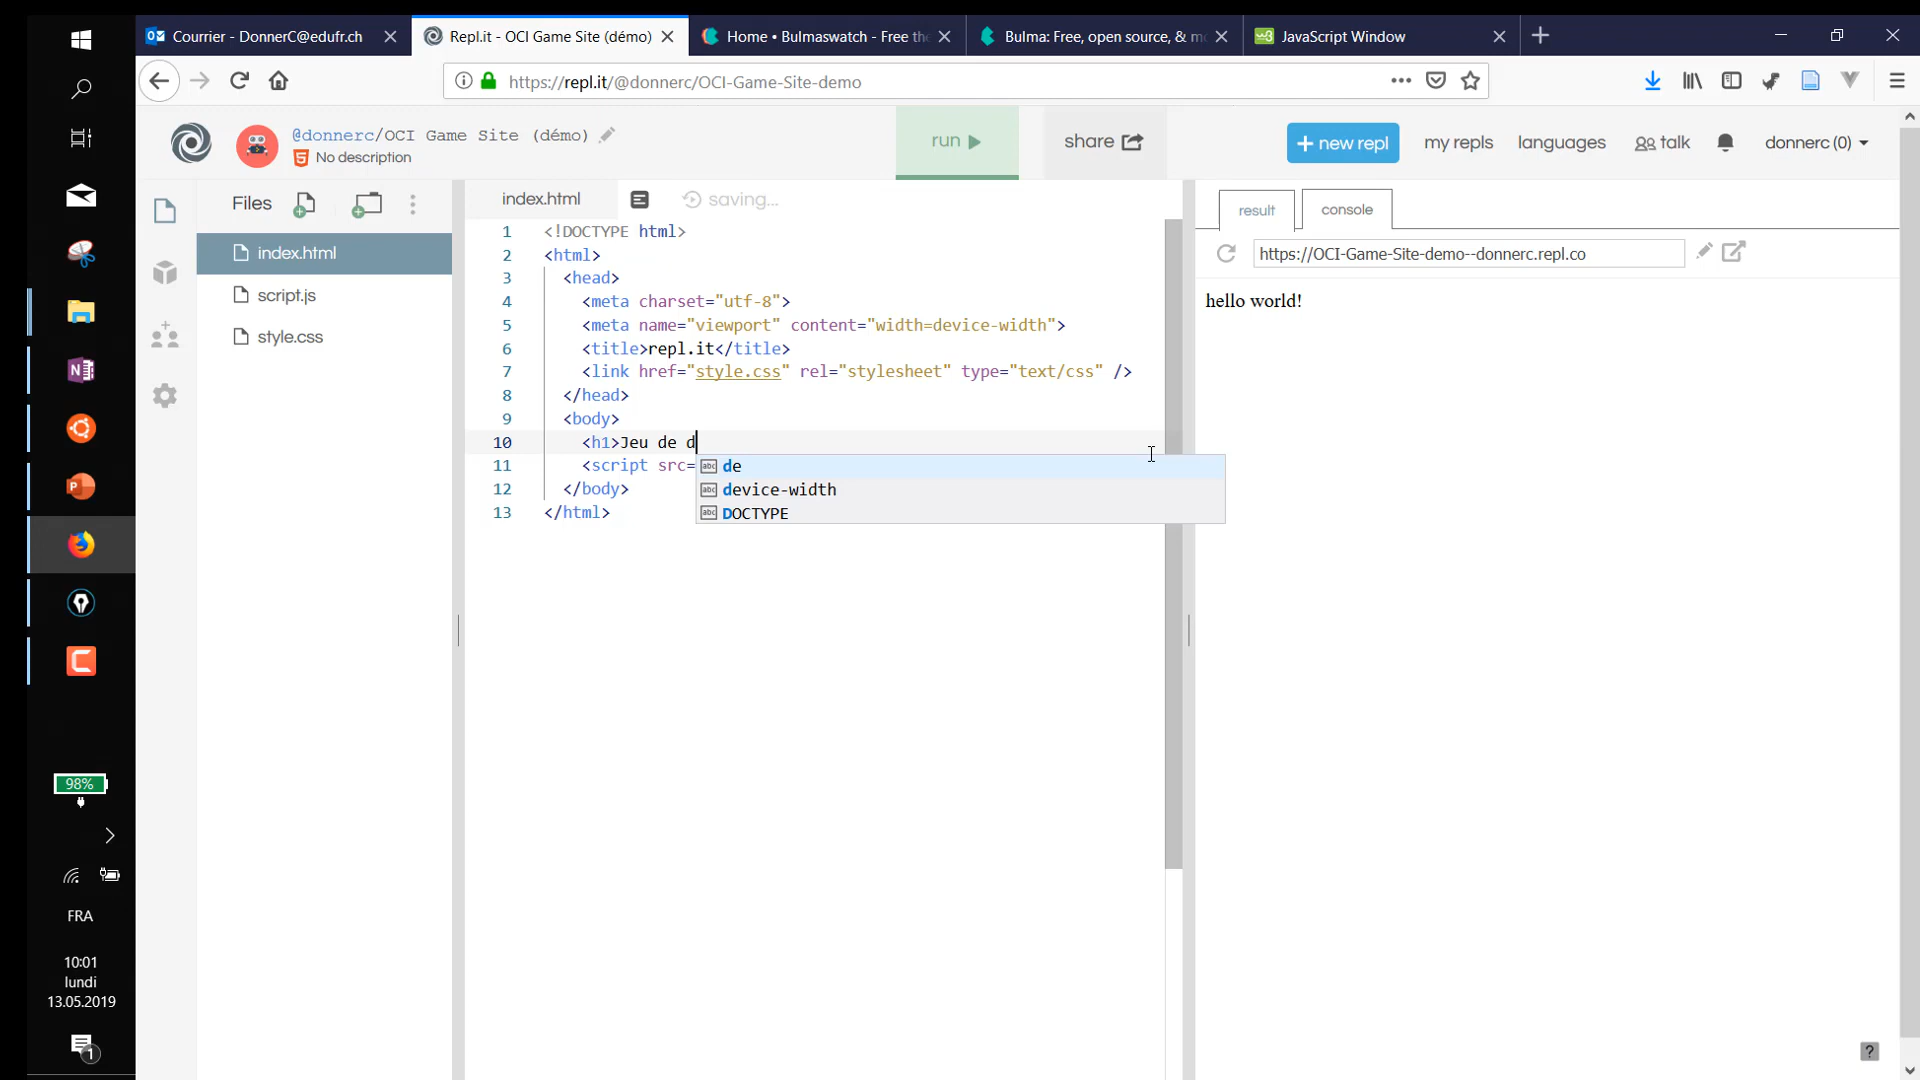 Courrier - DonnerC@edufr.ch
Repl.it - OCI Game Site (démo)
Home • Bulmaswatch - Free the
Bulma: Free, open source, & mo
JavaScript Window
https://repl.it/@donnerc/OCI-Game-Site-demo
@donnerc/OCI Game Site (démo)
No description
run
share
+ new repl
my repls
languages
talk
donnerc (0)
Files
index.html
script.js
style.css
index.html
saving...
1 <!DOCTYPE html>
2 <html>
3 <head>
4 <meta charset="utf-8">
5 <meta name="viewport" content="width=device-width">
6 <title>repl.it</title>
7 <link href="style.css" rel="stylesheet" type="text/css" />
8 </head>
9 <body>
10 <h1>Jeu de d
11 <script src=
12 </body>
13 </html>
de
device-width
DOCTYPE
result
console
https://OCI-Game-Site-demo--donnerc.repl.co
hello world!
98%
FRA
10:01
lundi
13.05.2019
1
?